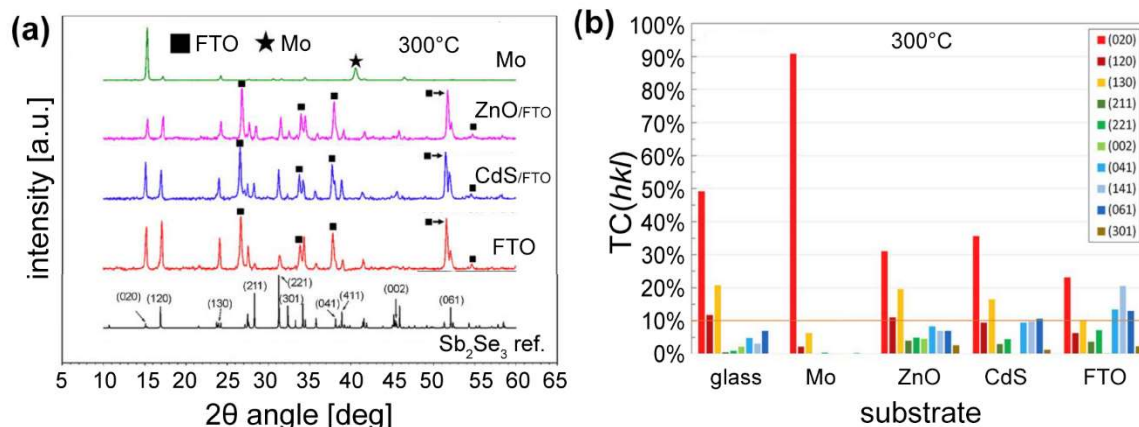 (a)
■ FTO ★ Mo 300°C
Mo
ZnO/FTO
CdS/FTO
FTO
(020)
(120)
(130)
(211)
(221)
(301)
(041)
(411)
(002)
(061)
Sb2Se3 ref.
intensity [a.u.]
5 10 15 20 25 30 35 40 45 50 55 60 65
2θ angle [deg]
(b)
300°C
100%
90%
80%
70%
60%
50%
40%
30%
20%
10%
0%
TC(hkl)
(020)
(120)
(130)
(211)
(221)
(002)
(041)
(141)
(061)
(301)
glass Mo ZnO CdS FTO
substrate